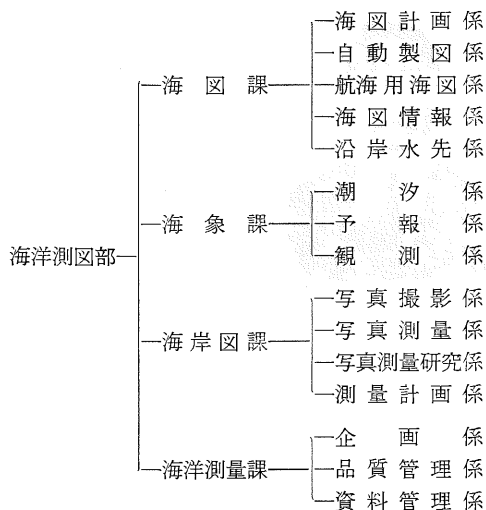 海洋測図部
海図課
海図計画係
自動製図係
航海用海図係
海図情報係
沿岸水先係
海象課
潮汐係
予報係
観測係
海岸図課
写真撮影係
写真測量係
写真測量研究係
測量計画係
海洋測量課
企画係
品質管理係
資料管理係